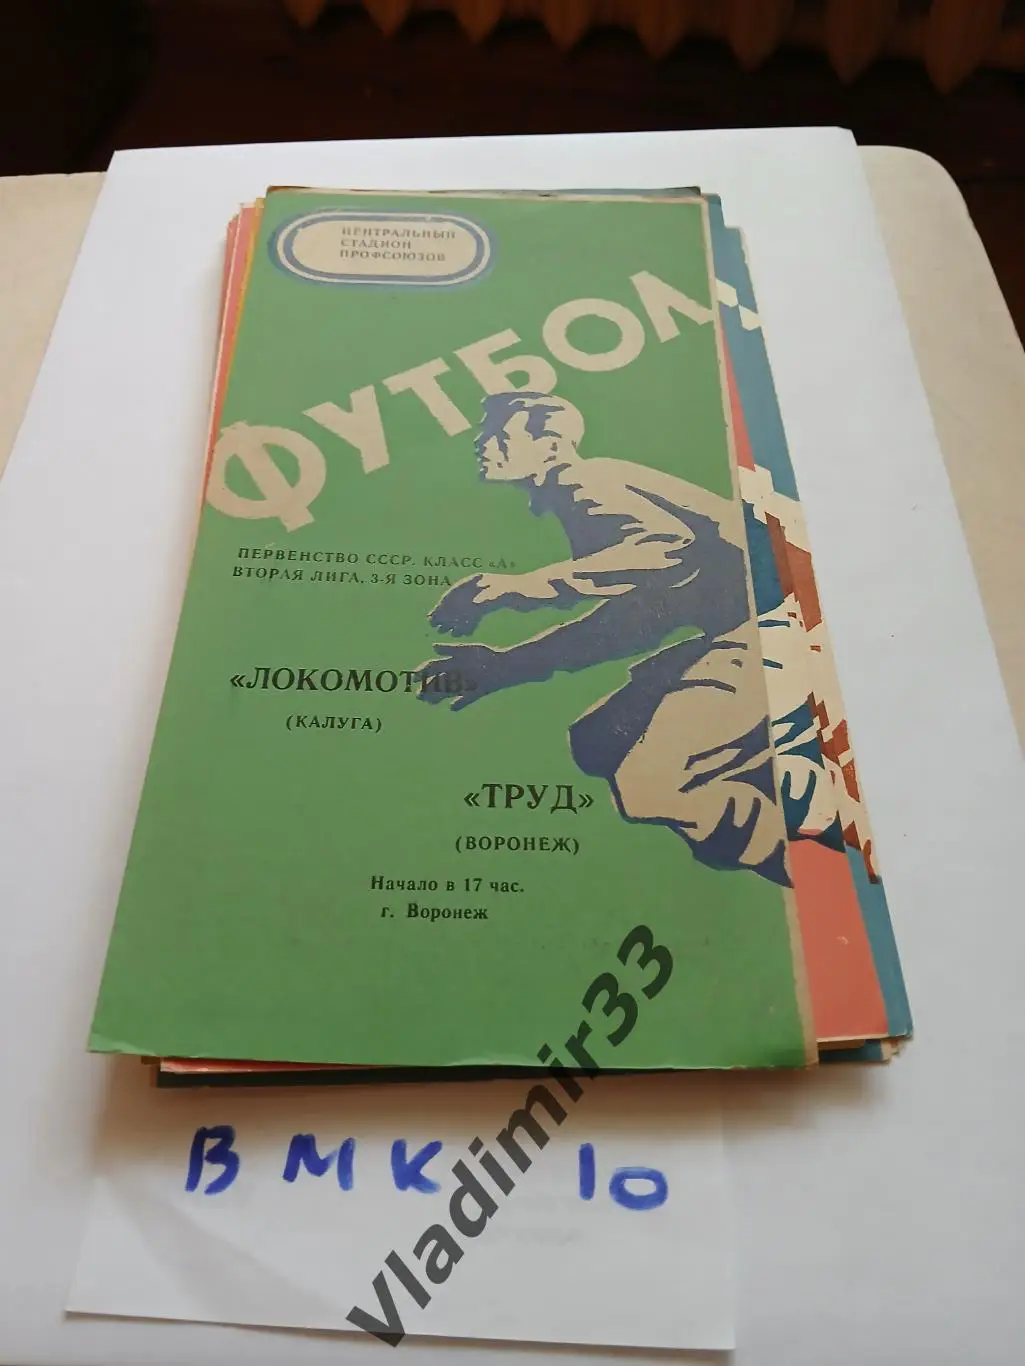 ЦЕНТРАЛЬНЫЙ
СТАДИОН
ПРОФСОЮЗОВ
ФУТБОЛ
ПЕРВЕНСТВО СССР. КЛАСС «А»
ВТОРАЯ ЛИГА, 3-Я ЗОНА
«ЛОКОМОТИВ»
(КАЛУГА)
«ТРУД»
(ВОРОНЕЖ)
Начало в 17 час.
г. Воронеж
ВМК 10
Vladimir33